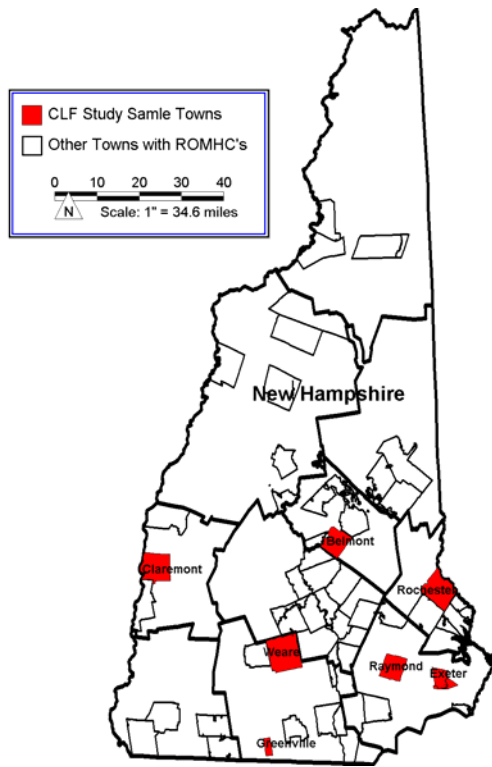 CLF Study Samle Towns
Other Towns with ROMHC's
0 10 20 30 40
N
Scale: 1" = 34.6 miles
New Hampshire
Belmont
Claremont
Rochester
Weare
Raymond
Exeter
Greenville